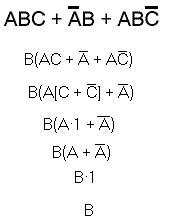 ABC + A̅B + ABC̅
B(AC + A̅ + AC̅)
B(A[C + C̅] + A̅)
B(A·1 + A̅)
B(A + A̅)
B·1
B